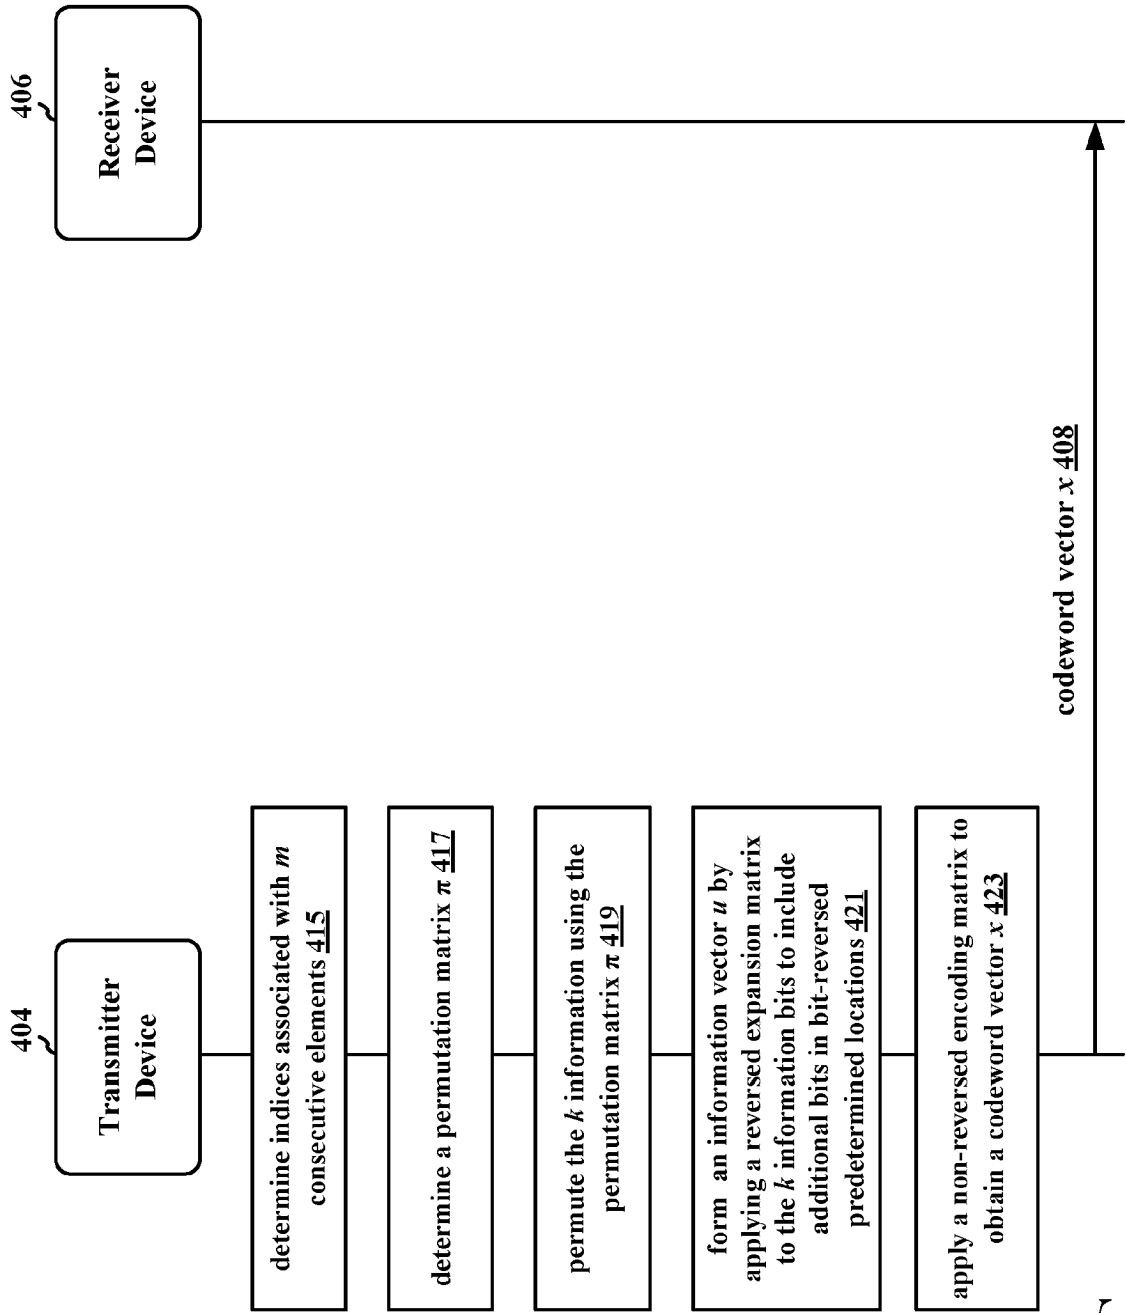 404
Transmitter
Device
406
Receiver
Device
determine indices associated with m
consecutive elements 415
determine a permutation matrix π 417
permute the k information using the
permutation matrix π 419
form an information vector u by
applying a reversed expansion matrix
to the k information bits to include
additional bits in bit-reversed
predetermined locations 421
apply a non-reversed encoding matrix to
obtain a codeword vector x 423
codeword vector x 408